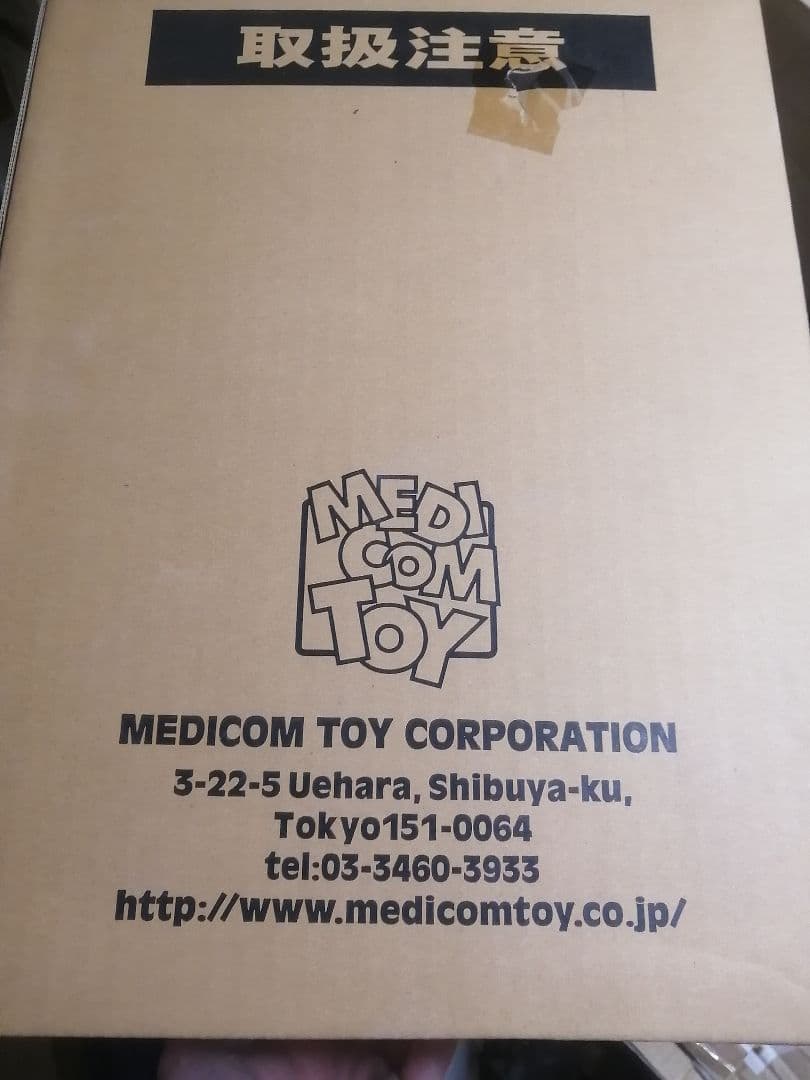 取扱注意
MEDI
COM
TOY
MEDICOM TOY CORPORATION
3-22-5 Uehara, Shibuya-ku,
Tokyo151-0064
tel:03-3460-3933
http://www.medicomtoy.co.jp/